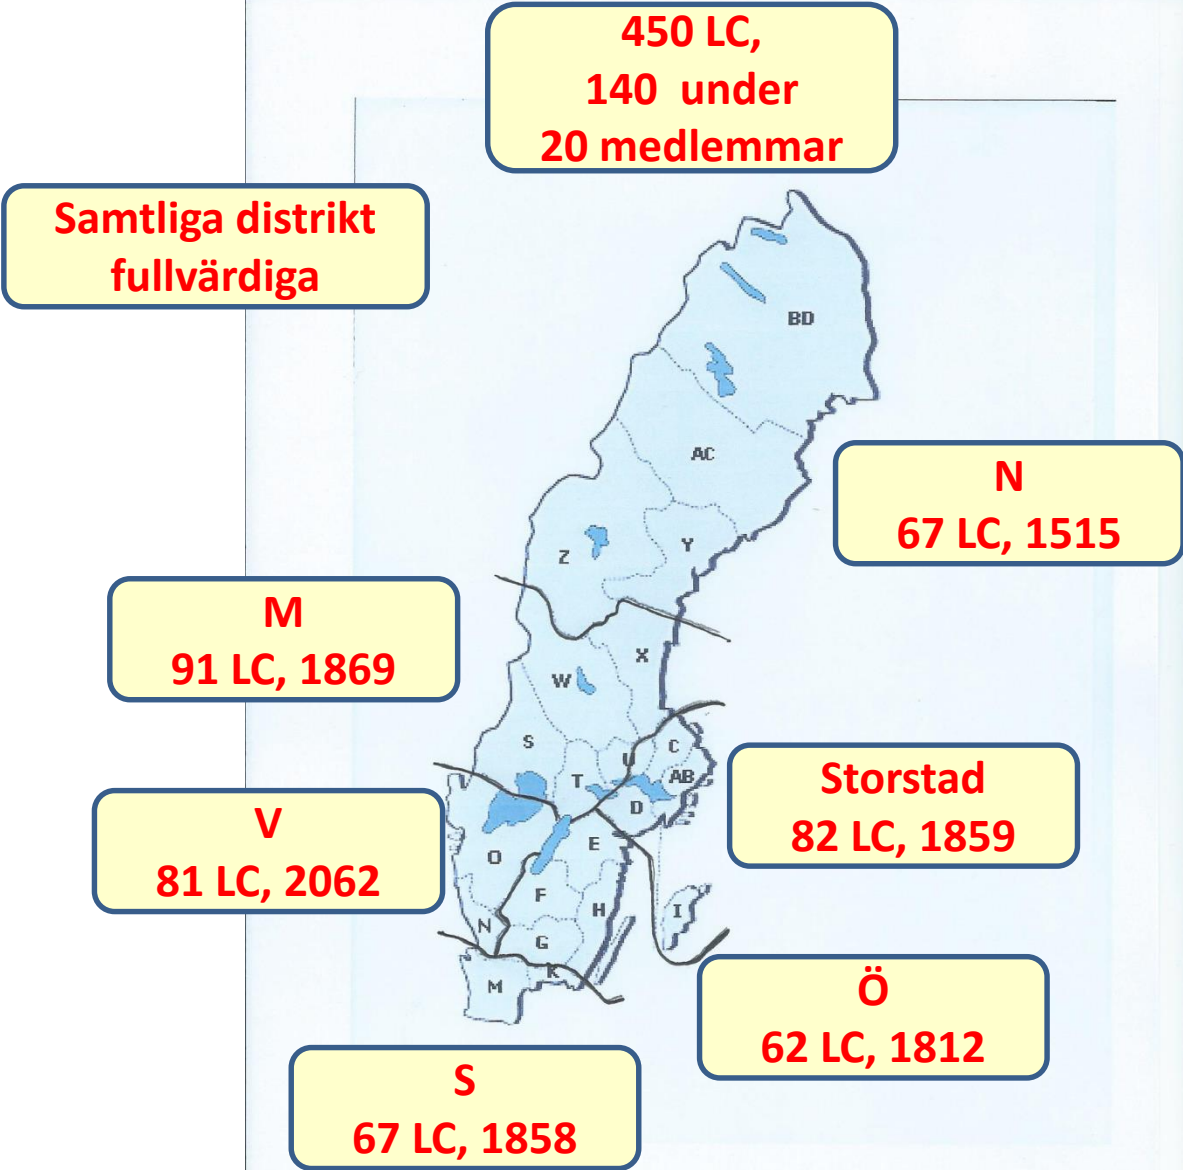 450 LC,
140 under
20 medlemmar
Samtliga distrikt
fullvärdiga
BD
AC
N
67 LC, 1515
Z
Y
M
91 LC, 1869
X
W
S
U
C
T
AB
D
Storstad
82 LC, 1859
V
81 LC, 2062
O
E
F
H
I
N
G
K
M
Ö
62 LC, 1812
S
67 LC, 1858